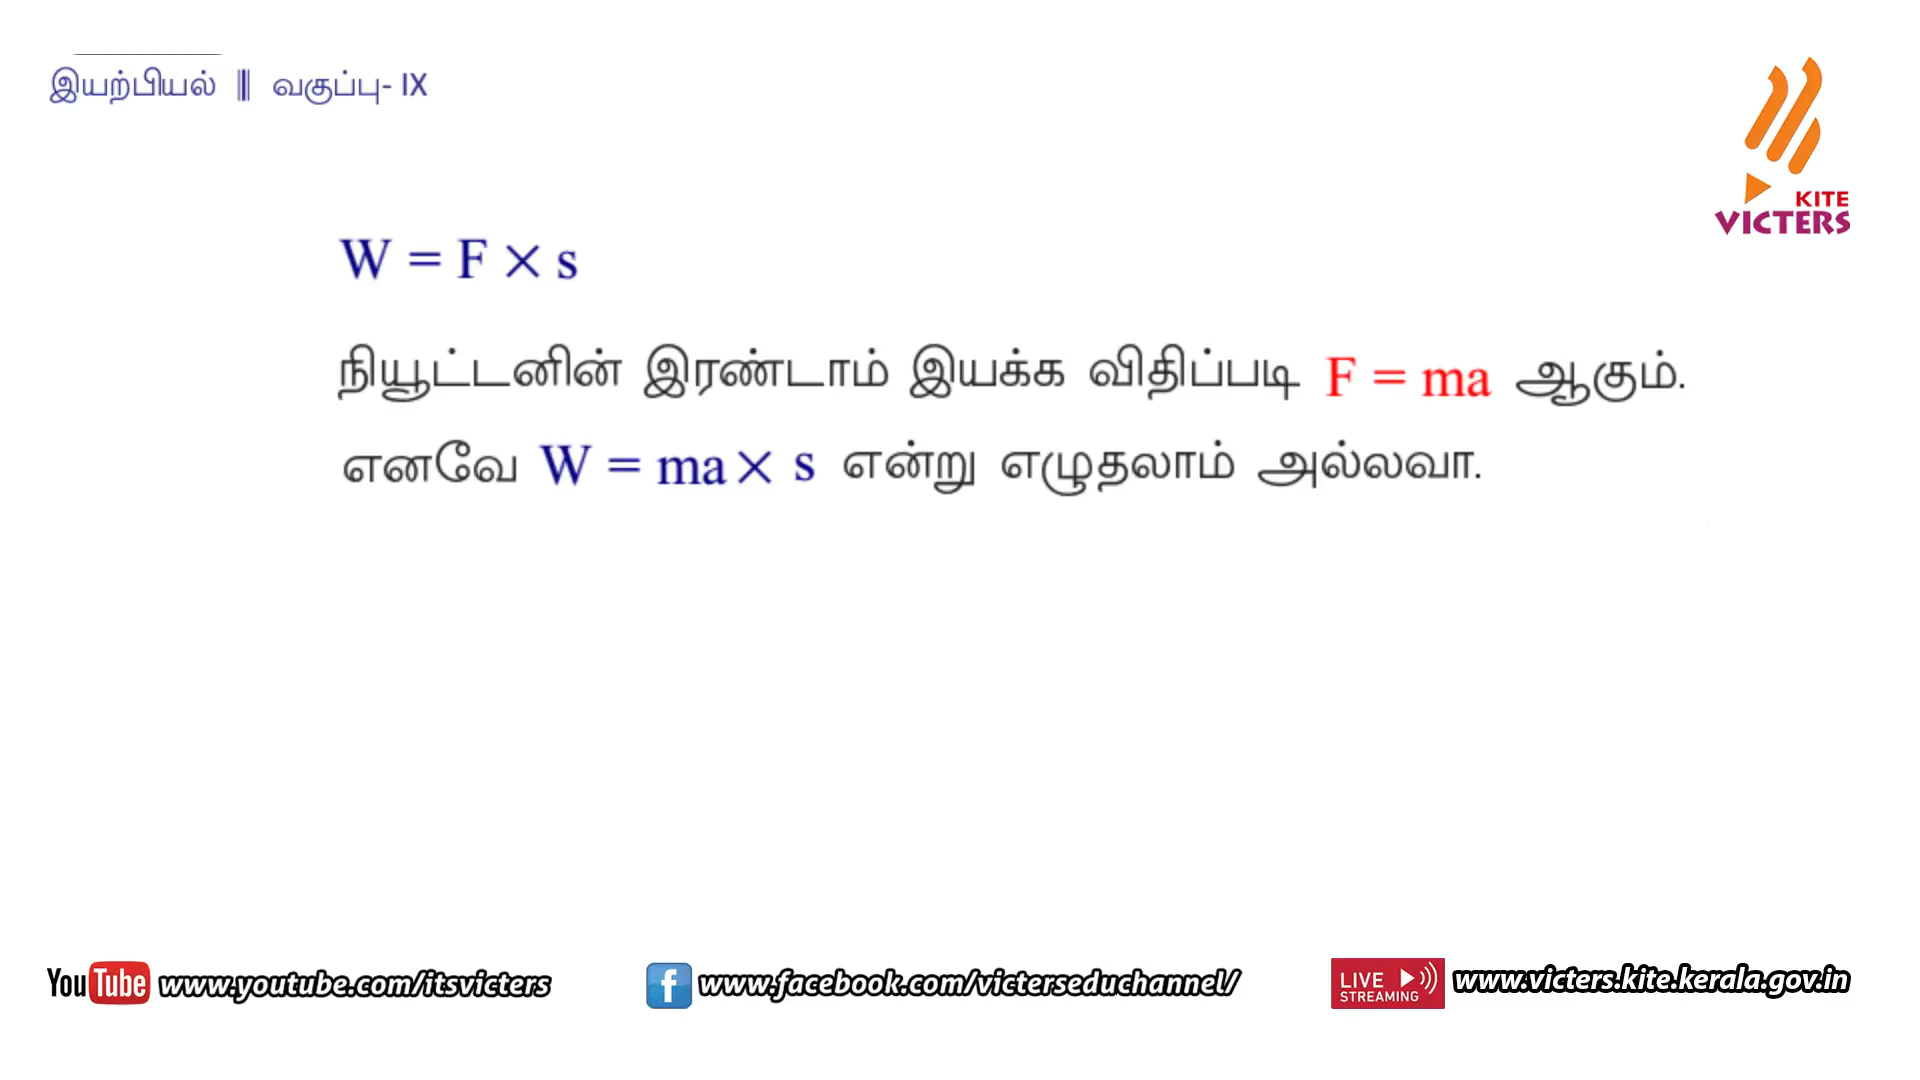 இயற்பியல் || வகுப்பு- IX
KITE
VICTERS
W = F × s
நியூட்டனின் இரண்டாம் இயக்க விதிப்படி F = ma ஆகும்.
எனவே W = ma × s என்று எழுதலாம் அல்லவா.
YouTube www.youtube.com/itsvicters
f www.facebook.com/victerseduchannel/
LIVE STREAMING www.victers.kite.kerala.gov.in